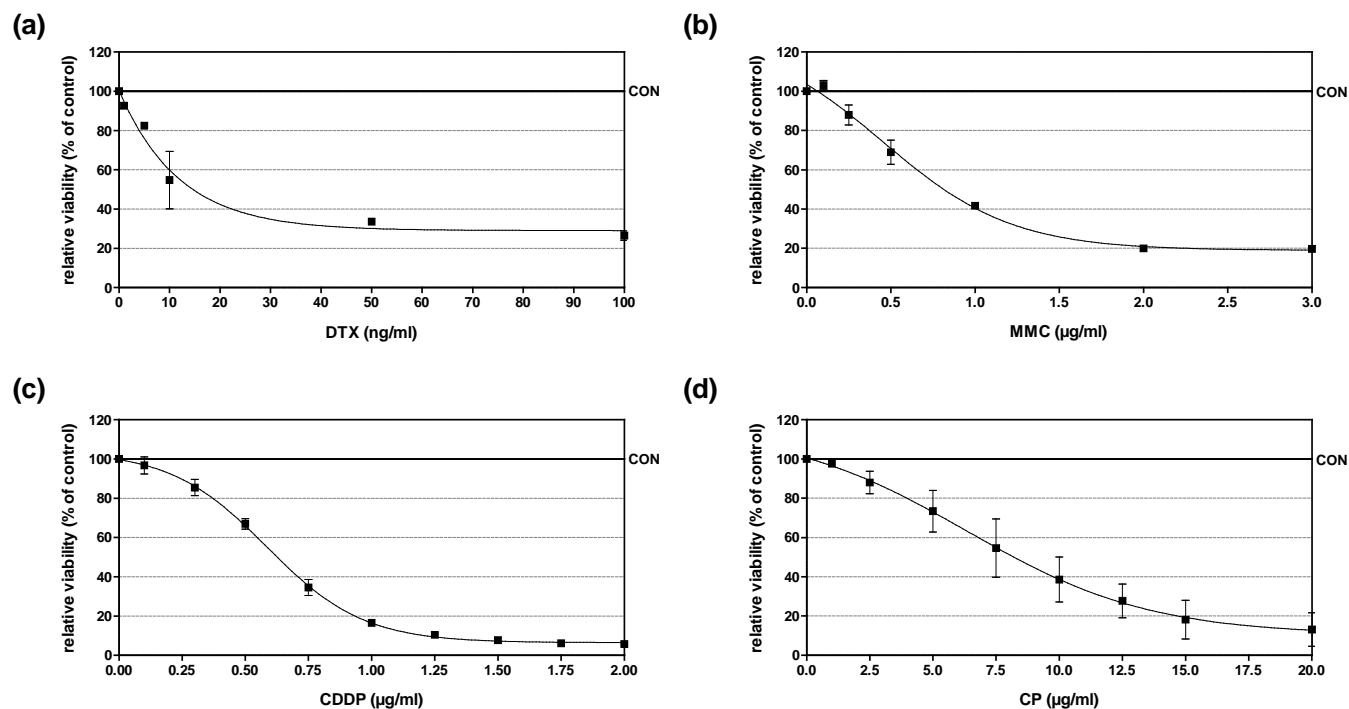 (a)
relative viability (% of control)
120
100
80
60
40
20
0
CON
0 10 20 30 40 50 60 70 80 90 100
DTX (ng/ml)
(b)
relative viability (% of control)
120
100
80
60
40
20
0
CON
0.0 0.5 1.0 1.5 2.0 2.5 3.0
MMC (µg/ml)
(c)
relative viability (% of control)
120
100
80
60
40
20
0
CON
0.00 0.25 0.50 0.75 1.00 1.25 1.50 1.75 2.00
CDDP (µg/ml)
(d)
relative viability (% of control)
120
100
80
60
40
20
0
CON
0.0 2.5 5.0 7.5 10.0 12.5 15.0 17.5 20.0
CP (µg/ml)